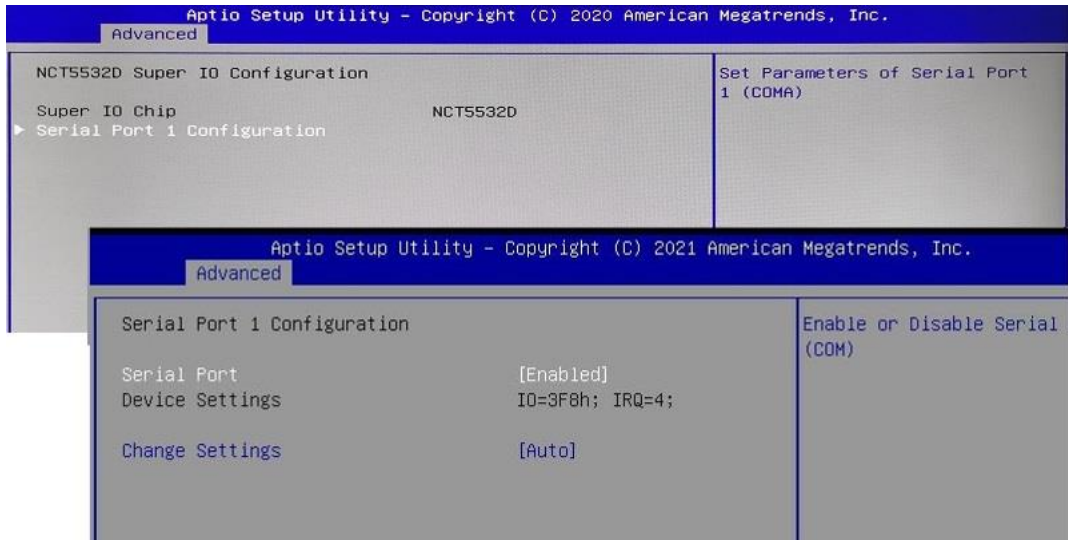 Aptio Setup Utility – Copyright (C) 2020 American Megatrends, Inc.
Advanced
NCT5532D Super IO Configuration
Super IO Chip NCT5532D
Serial Port 1 Configuration
Set Parameters of Serial Port
1 (COMA)
Aptio Setup Utility – Copyright (C) 2021 American Megatrends, Inc.
Advanced
Serial Port 1 Configuration
Serial Port [Enabled]
Device Settings IO=3F8h; IRQ=4;
Change Settings [Auto]
Enable or Disable Serial
(COM)